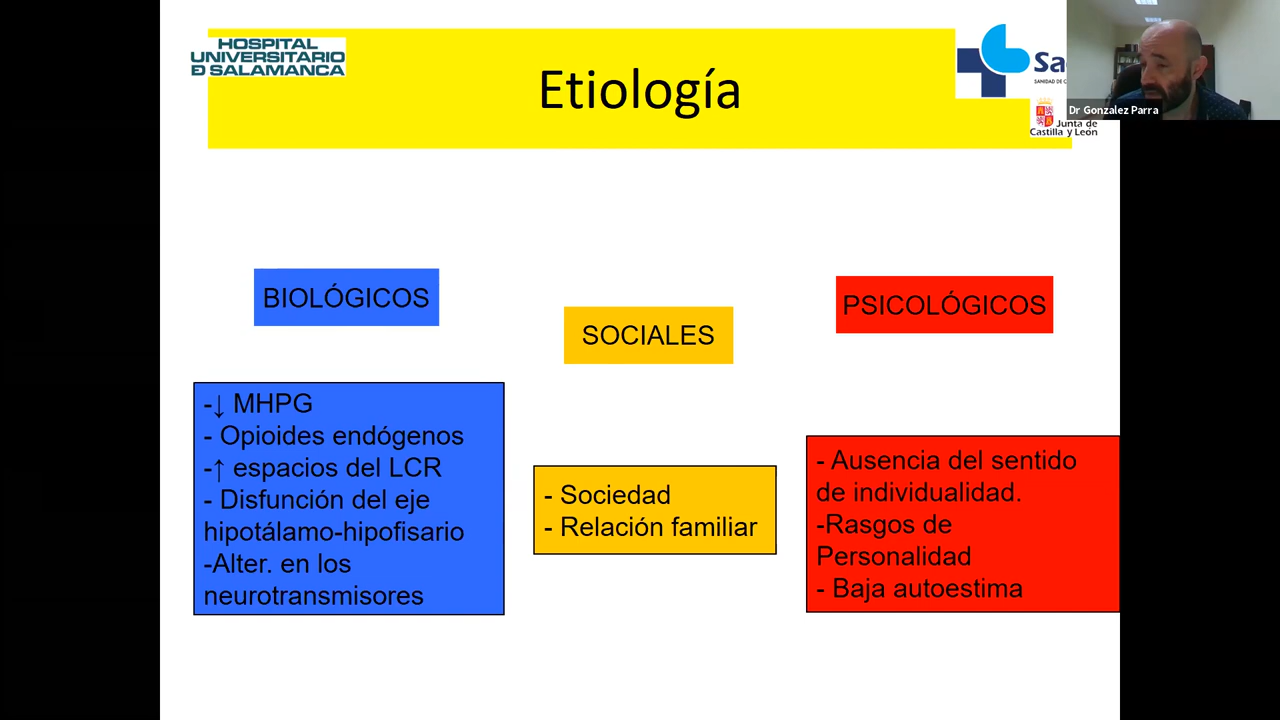 HOSPITAL
UNIVERSITARIO
DE SALAMANCA
Etiología
Sa
SANIDAD DE C
Junta de
Castilla y León
Dr Gonzalez Parra
BIOLÓGICOS
-↓ MHPG
- Opioides endógenos
-↑ espacios del LCR
- Disfunción del eje
hipotálamo-hipofisario
-Alter. en los
neurotransmisores
SOCIALES
- Sociedad
- Relación familiar
PSICOLÓGICOS
- Ausencia del sentido
de individualidad.
-Rasgos de
Personalidad
- Baja autoestima